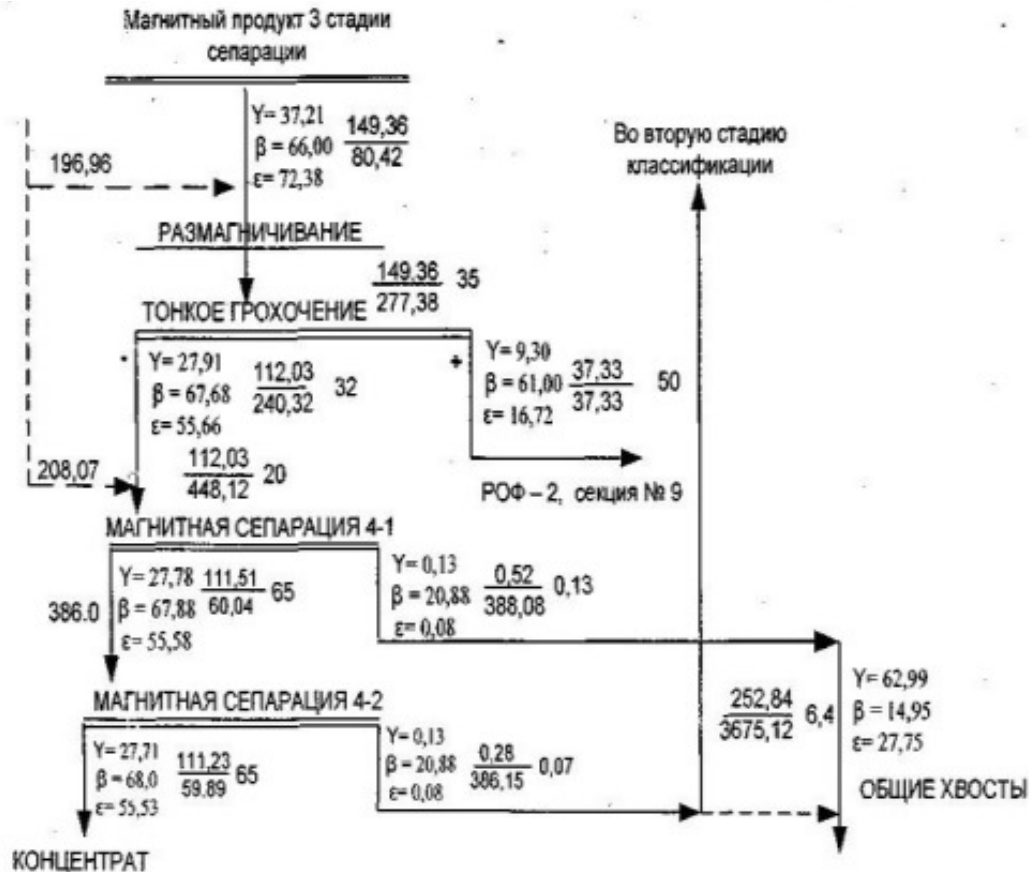 Магнитный продукт 3 стадии
сепарации
Y= 37,21
β = 66,00
ε= 72,38
149,36
80,42
196,96
Во вторую стадию
классификации
РАЗМАГНИЧИВАНИЕ
149,36
277,38
35
ТОНКОЕ ГРОХОЧЕНИЕ
-
+
Y= 27,91
β = 67,68
ε= 55,66
112,03
240,32
32
Y= 9,30
β = 61,00
ε= 16,72
37,33
37,33
50
208,07
112,03
448,12
20
РОФ – 2, секция № 9
МАГНИТНАЯ СЕПАРАЦИЯ 4-1
Y= 27,78
β = 67,88
ε= 55,58
111,51
60,04
65
Y= 0,13
β = 20,88
ε= 0,08
0,52
388,08
0,13
386.0
МАГНИТНАЯ СЕПАРАЦИЯ 4-2
Y= 27,71
β = 68,0
ε= 55,53
111,23
59.89
65
Y= 0,13
β = 20,88
ε= 0,08
0,28
386,15
0,07
252,84
3675,12
6,4
Y= 62,99
β = 14,95
ε= 27,75
ОБЩИЕ ХВОСТЫ
КОНЦЕНТРАТ